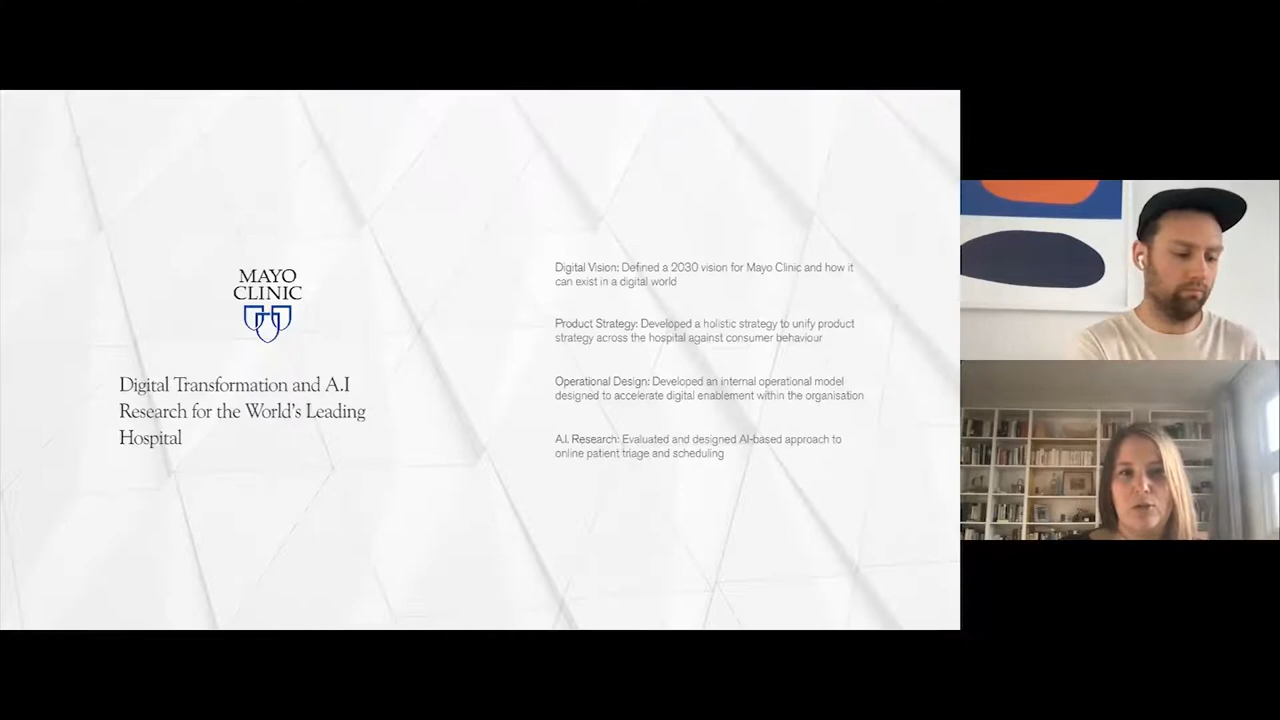 MAYO
CLINIC
Digital Transformation and A.I
Research for the World's Leading
Hospital
Digital Vision: Defined a 2030 vision for Mayo Clinic and how it
can exist in a digital world
Product Strategy: Developed a holistic strategy to unify product
strategy across the hospital against consumer behaviour
Operational Design: Developed an internal operational model
designed to accelerate digital enablement within the organisation
A.I. Research: Evaluated and designed AI-based approach to
online patient triage and scheduling